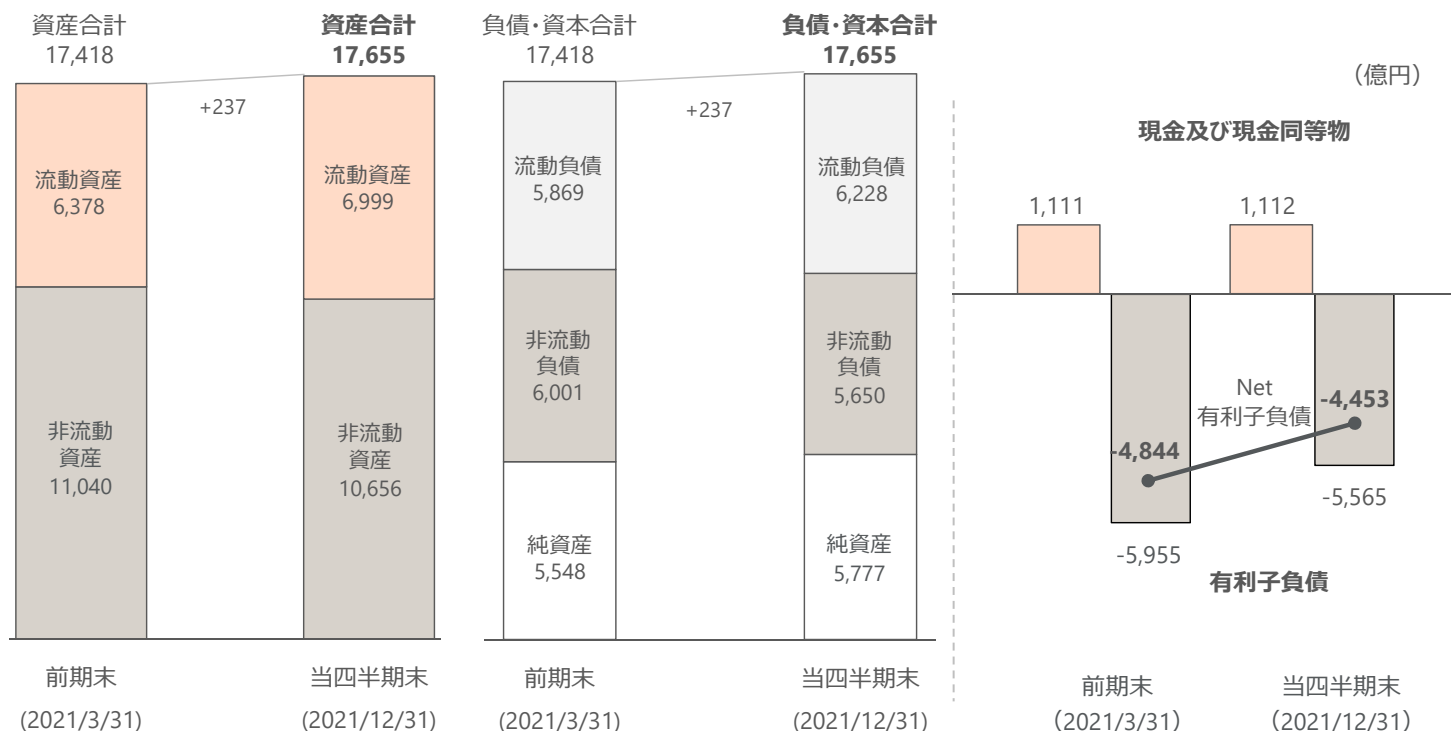 資産合計
17,418
資産合計
17,655
+237
流動資産
6,378
流動資産
6,999
非流動
資産
11,040
非流動
資産
10,656
前期末
(2021/3/31)
当四半期末
(2021/12/31)
負債・資本合計
17,418
負債・資本合計
17,655
+237
流動負債
5,869
流動負債
6,228
非流動
負債
6,001
非流動
負債
5,650
純資産
5,548
純資産
5,777
前期末
(2021/3/31)
当四半期末
(2021/12/31)
（億円）
現金及び現金同等物
1,111
1,112
Net
有利子負債
-4,844
-4,453
-5,955
-5,565
有利子負債
前期末
（2021/3/31）
当四半期末
（2021/12/31）